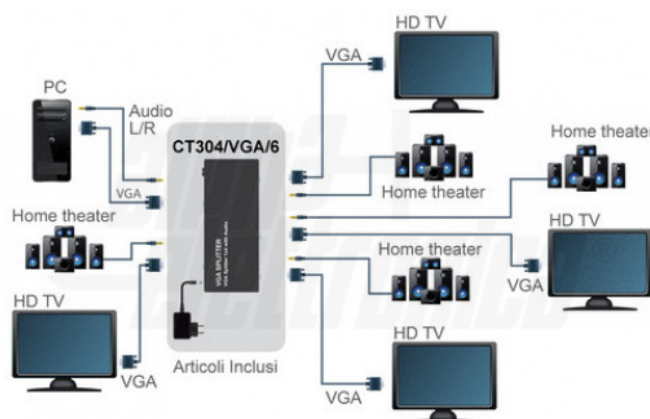 HD TV
VGA
PC
Audio
L/R
CT304/VGA/6
VGA
Home theater
Home theater
Home theater
HD TV
Home theater
VGA SPLITTER
HD TV
VGA
Articoli Inclusi
VGA
HD TV
VGA